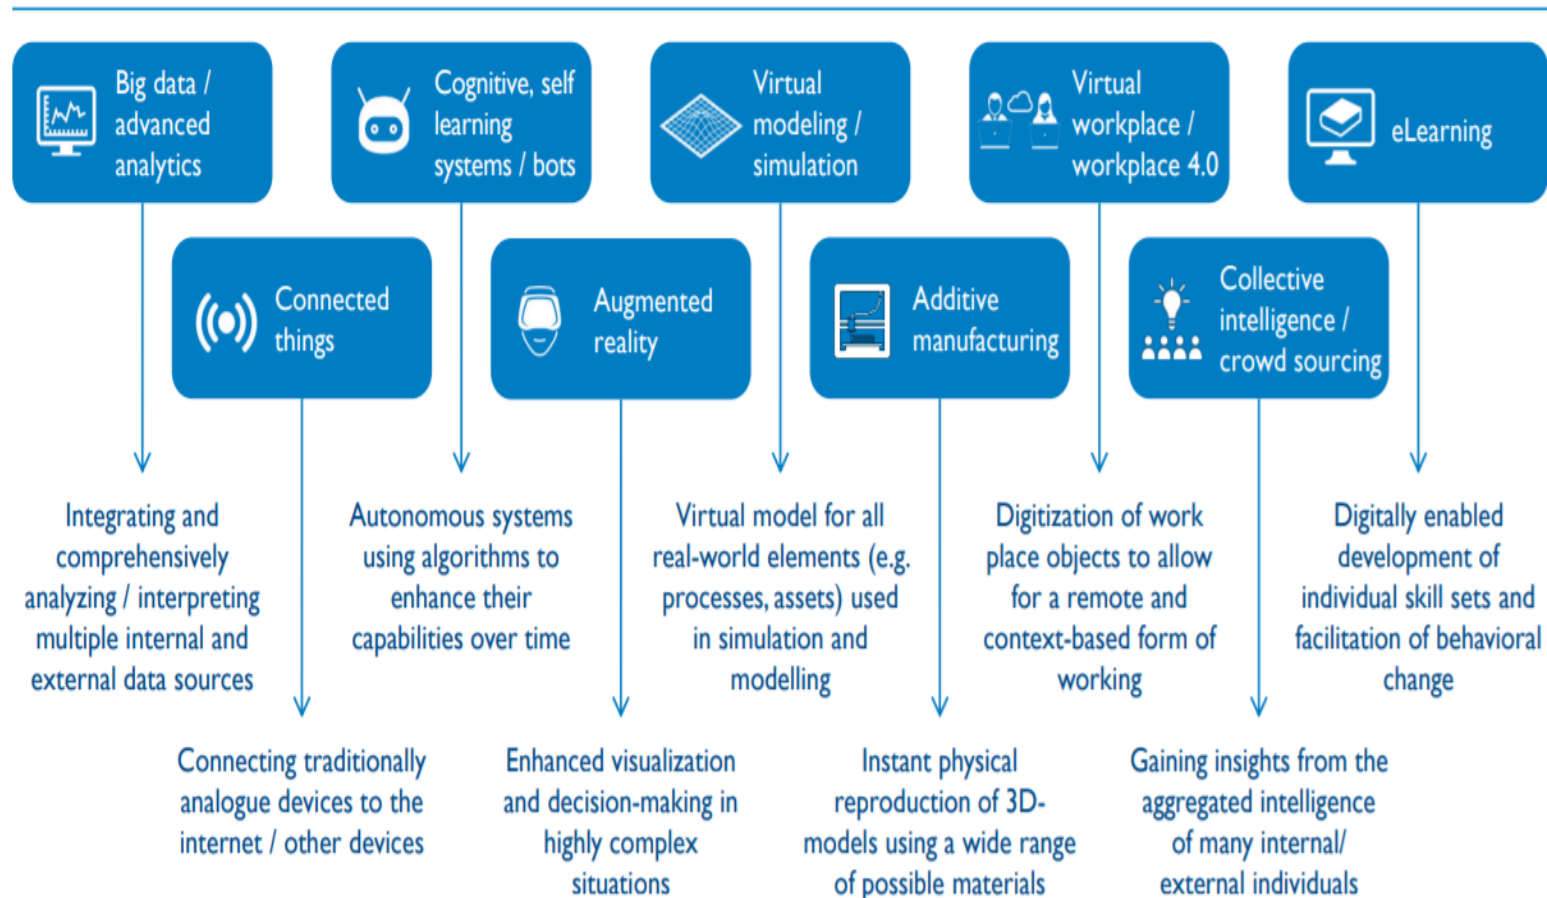 Big data /
advanced
analytics
Cognitive, self
learning
systems / bots
Virtual
modeling /
simulation
Virtual
workplace /
workplace 4.0
eLearning
Connected
things
Augmented
reality
Additive
manufacturing
Collective
intelligence /
crowd sourcing
Integrating and
comprehensively
analyzing / interpreting
multiple internal and
external data sources
Autonomous systems
using algorithms to
enhance their
capabilities over time
Virtual model for all
real-world elements (e.g.
processes, assets) used
in simulation and
modelling
Digitization of work
place objects to allow
for a remote and
context-based form of
working
Digitally enabled
development of
individual skill sets and
facilitation of behavioral
change
Connecting traditionally
analogue devices to the
internet / other devices
Enhanced visualization
and decision-making in
highly complex
situations
Instant physical
reproduction of 3D-
models using a wide range
of possible materials
Gaining insights from the
aggregated intelligence
of many internal/
external individuals